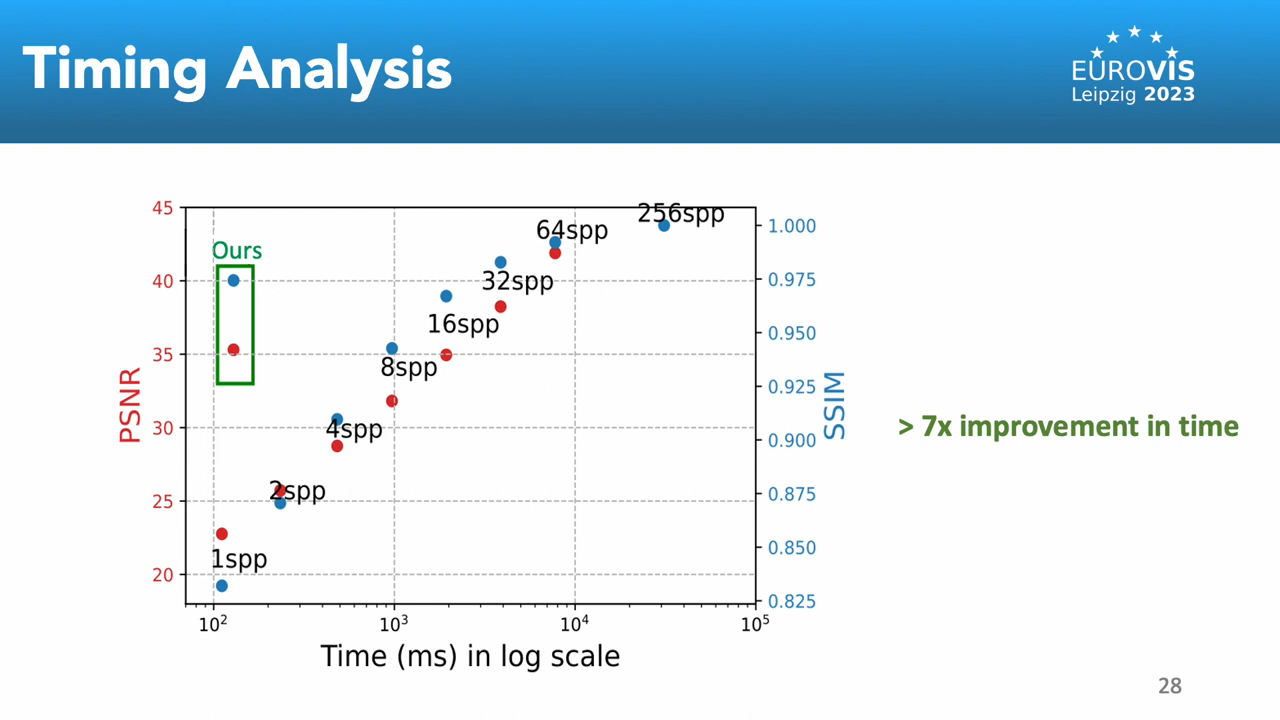 Timing Analysis
EUROVIS
Leipzig 2023
45
40
35
30
25
20
PSNR
Ours
1spp
2spp
4spp
8spp
16spp
32spp
64spp
256spp
1.000
0.975
0.950
0.925
0.900
0.875
0.850
0.825
SSIM
10²
10³
10⁴
10⁵
Time (ms) in log scale
> 7x improvement in time
28